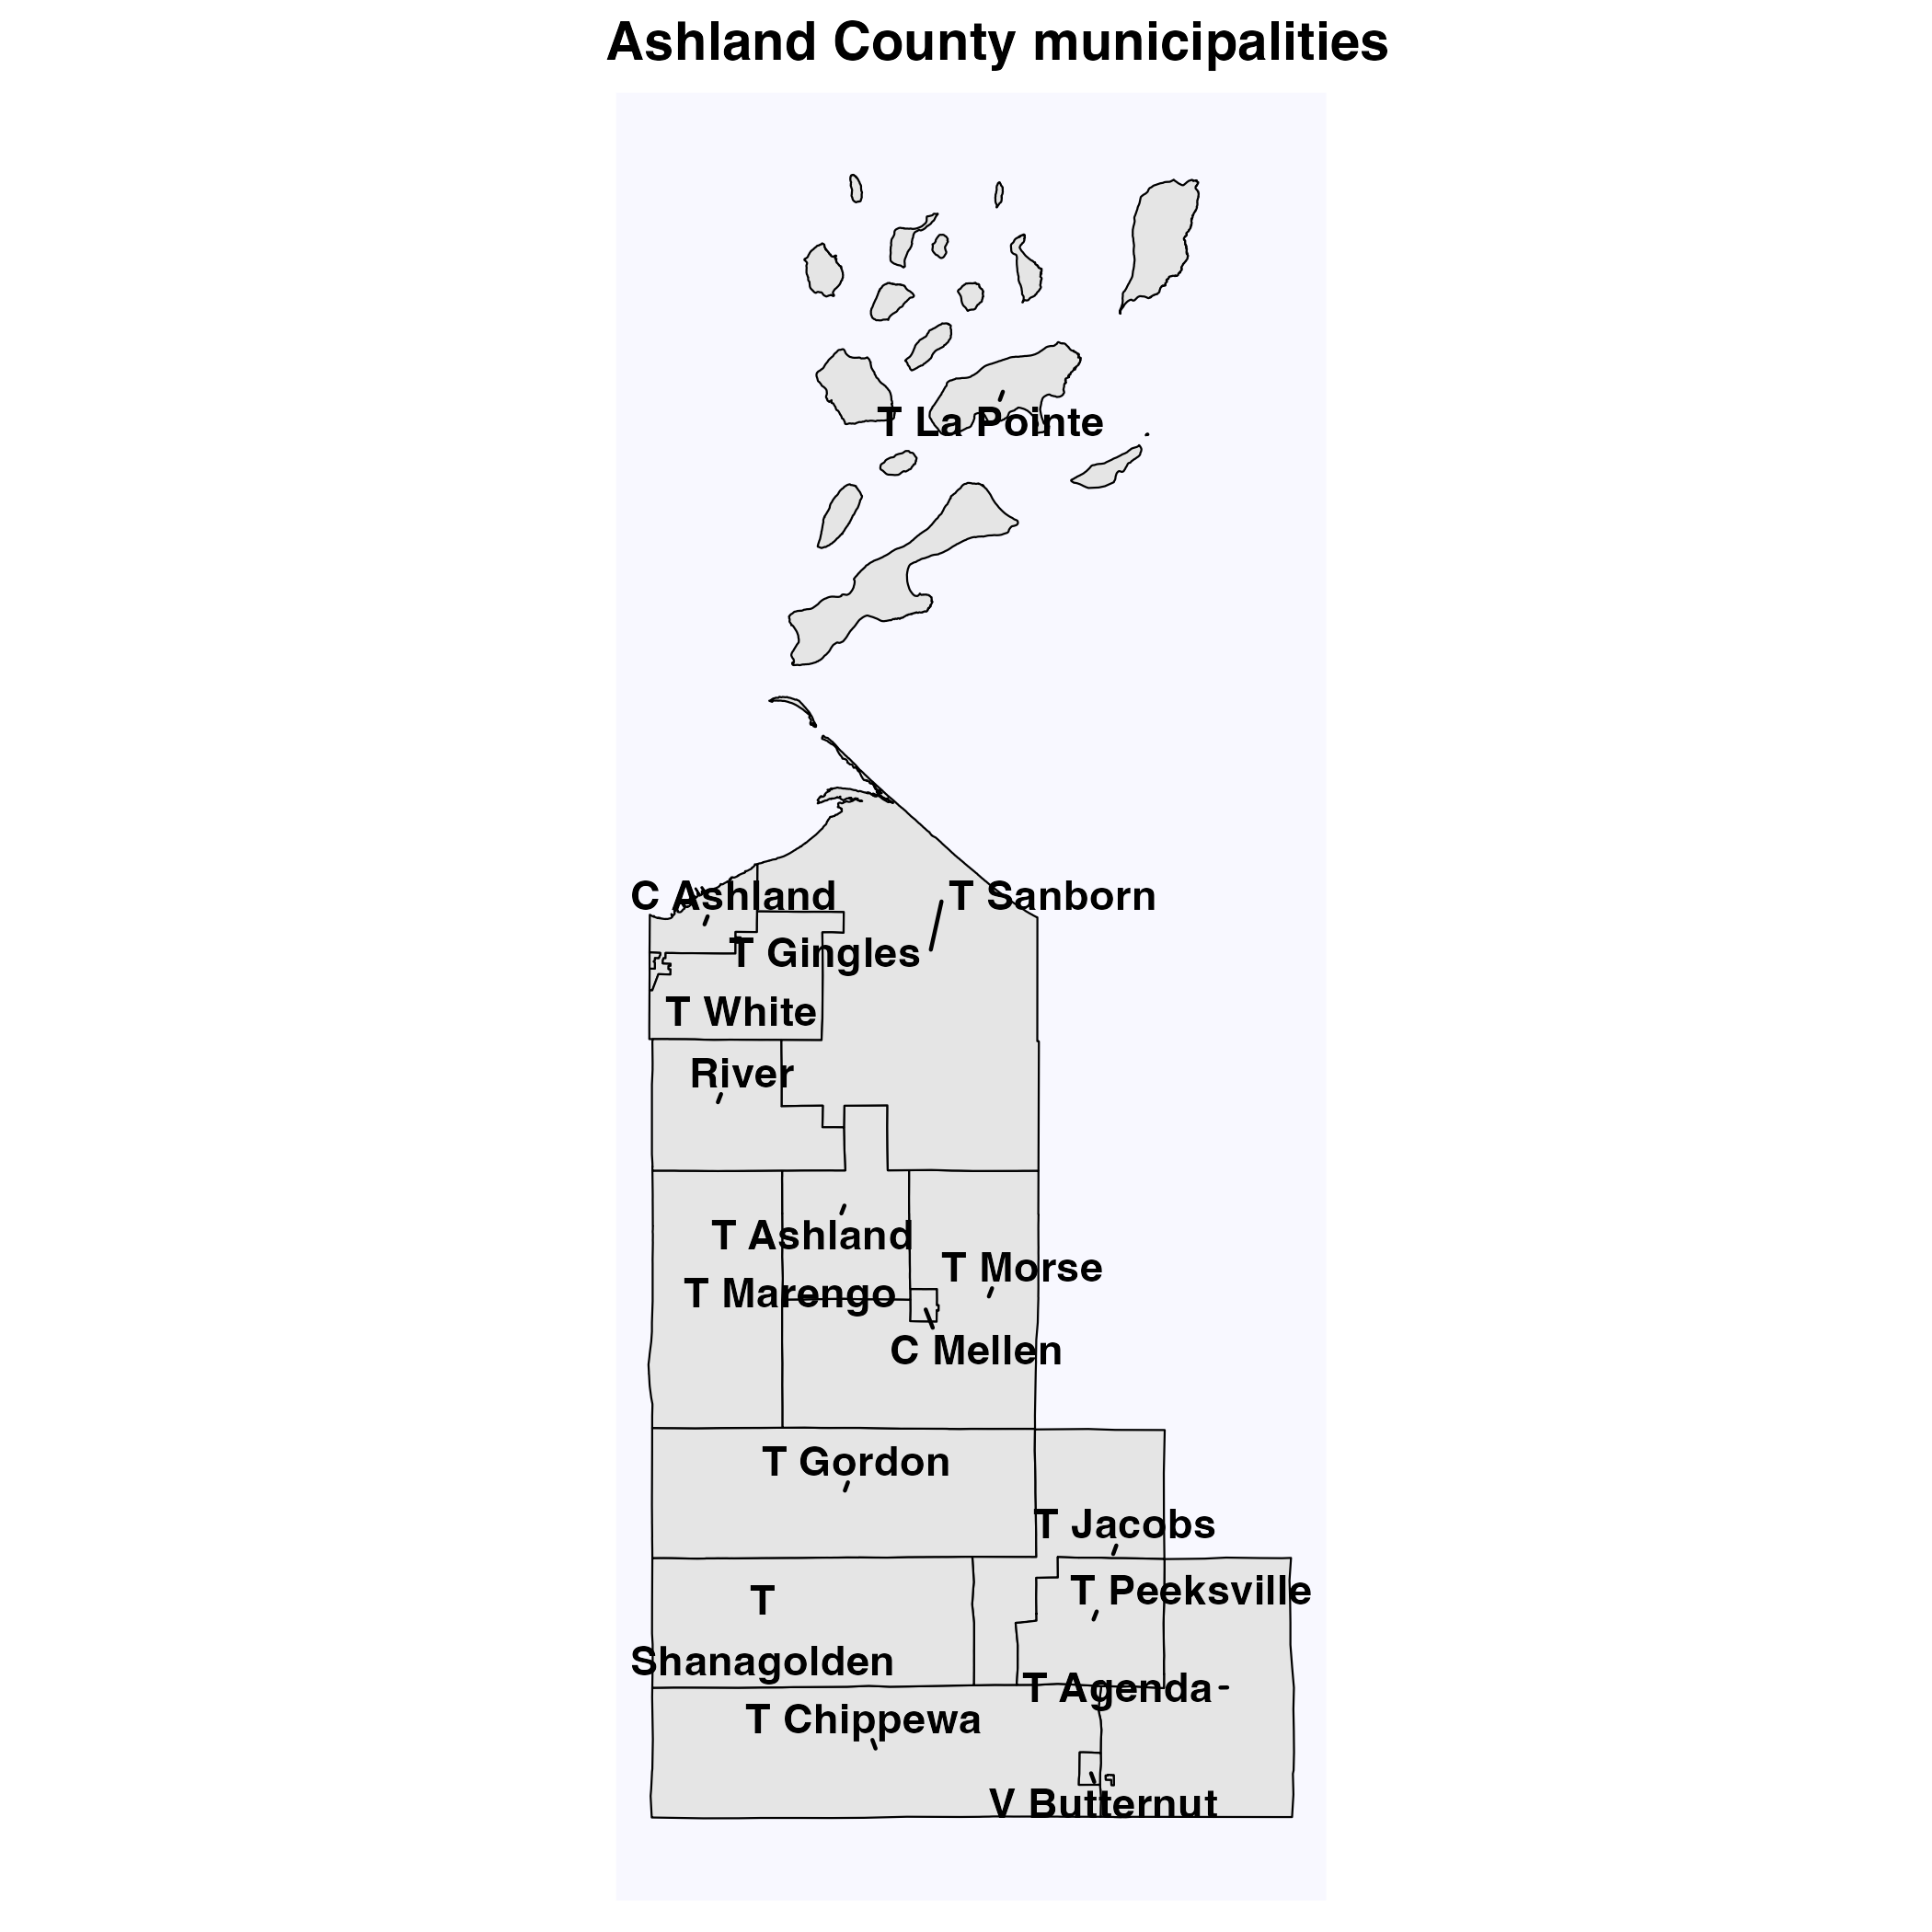 Ashland County municipalities
T La Pointe
C Ashland
T Sanborn
T Gingles
T White
River
T Ashland
T Morse
T Marengo
C Mellen
T Gordon
T Jacobs
T Peeksville
T
Shanagolden
T Agenda
T Chippewa
V Butternut